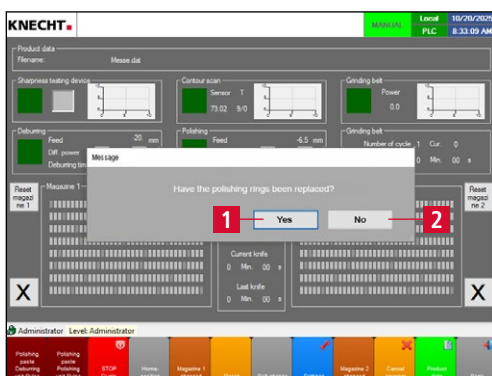 KNECHT
MANUAL
Local
10/20/2025
PLC
8:33:09 AM
Product data
Filename: Messe.dat
Sharpness testing device
Contour scan
Sensor T
73.02 9/0
Grinding belt
Power
0.0
Deburring
Feed -20. mm
Diff. power
Deburring tim
Polishing
Feed -6.5 mm
Grinding belt
Number of cycle 1 Cur. 0
0 Min. 00 s
Message
Have the polishing rings been replaced?
1 Yes
No 2
Reset
magazi
ne 1
Magazine 1
Reset
magazi
ne 2
Current knife
0 Min. 00 s
Last knife
0 Min. 00 s
X
X
Administrator Level: Administrator
Polishing
paste
Deburring
Polishing
paste
Polishing
STOP
Home-
Magazine 1
Magazine 2
Cancel
Product